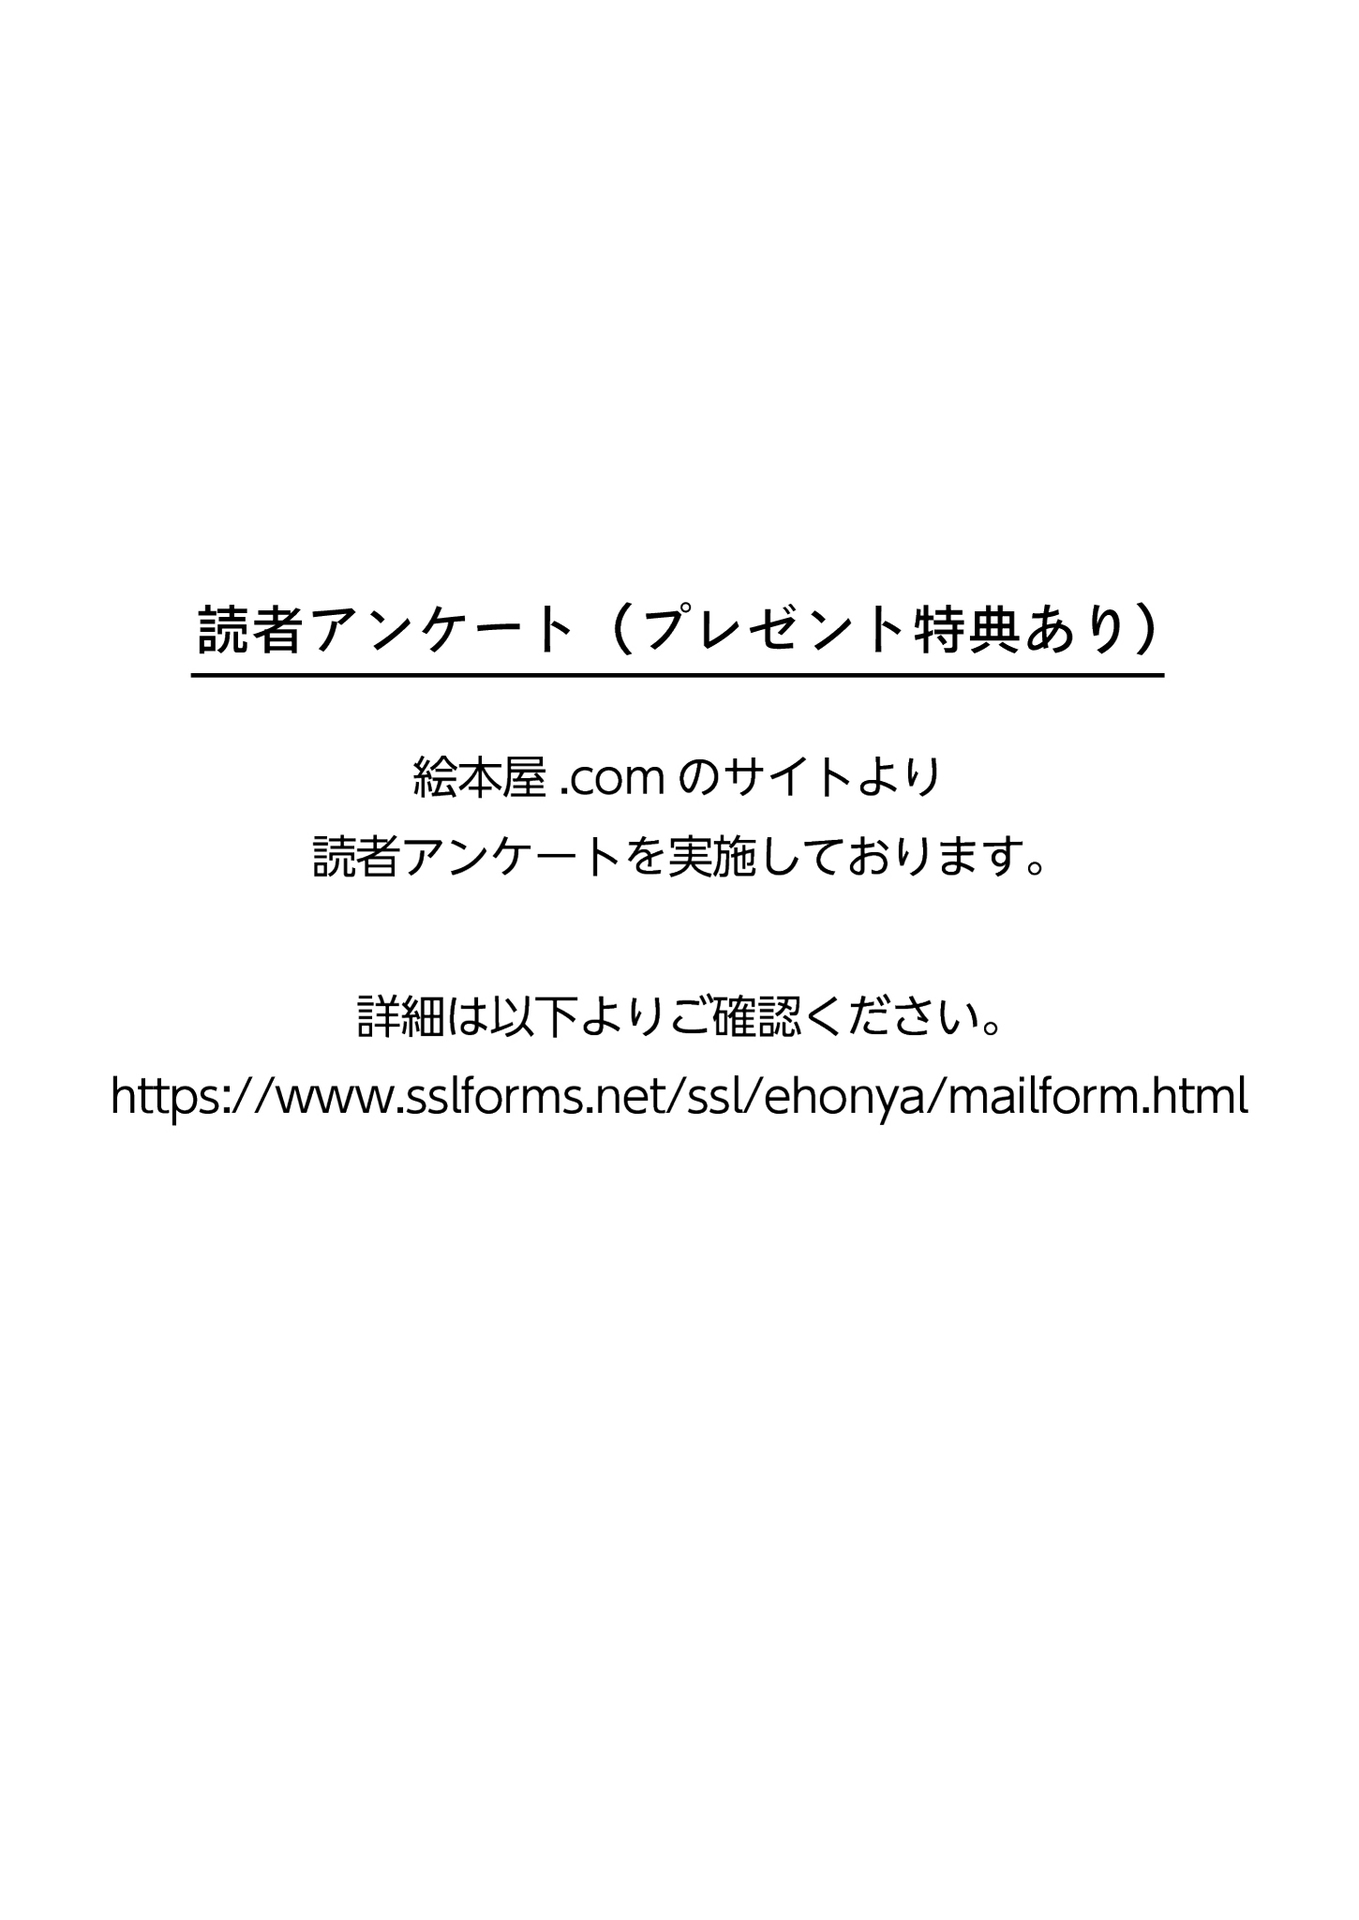 読者アンケート（プレゼント特典あり）
絵本屋.comのサイトより
読者アンケートを実施しております。
詳細は以下よりご確認ください。
https://www.sslforms.net/ssl/ehonya/mailform.html